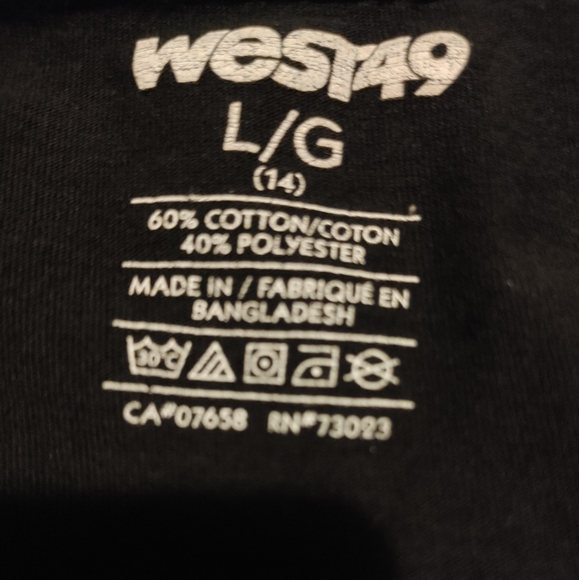 west49
L/G
(14)
60% COTTON/COTON
40% POLYESTER
MADE IN / FABRIQUÉ EN
BANGLADESH
30°C
CA#07658 RN#73023